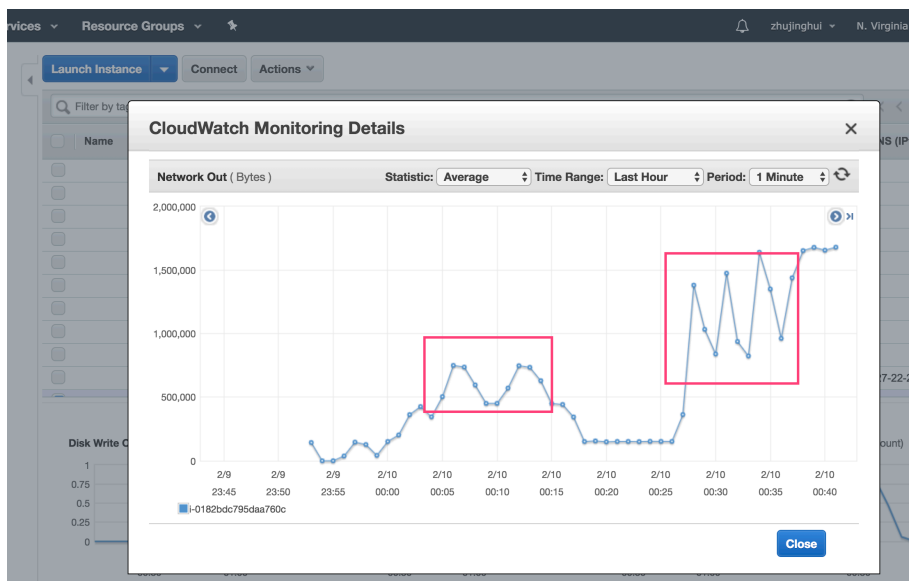 rvices Resource Groups zhujinghui N. Virginia
Launch Instance Connect Actions
Filter by ta
Name NS (IP
CloudWatch Monitoring Details
Network Out ( Bytes ) Statistic: Average Time Range: Last Hour Period: 1 Minute
2,000,000
1,500,000
1,000,000
500,000
0
2/9 2/9 2/9 2/10 2/10 2/10 2/10 2/10 2/10 2/10 2/10 2/10
23:45 23:50 23:55 00:00 00:05 00:10 00:15 00:20 00:25 00:30 00:35 00:40
i-0182bdc795daa760c
Close
7-22-2
Disk Write C ount)
1
0.75
0.5
0.25
0